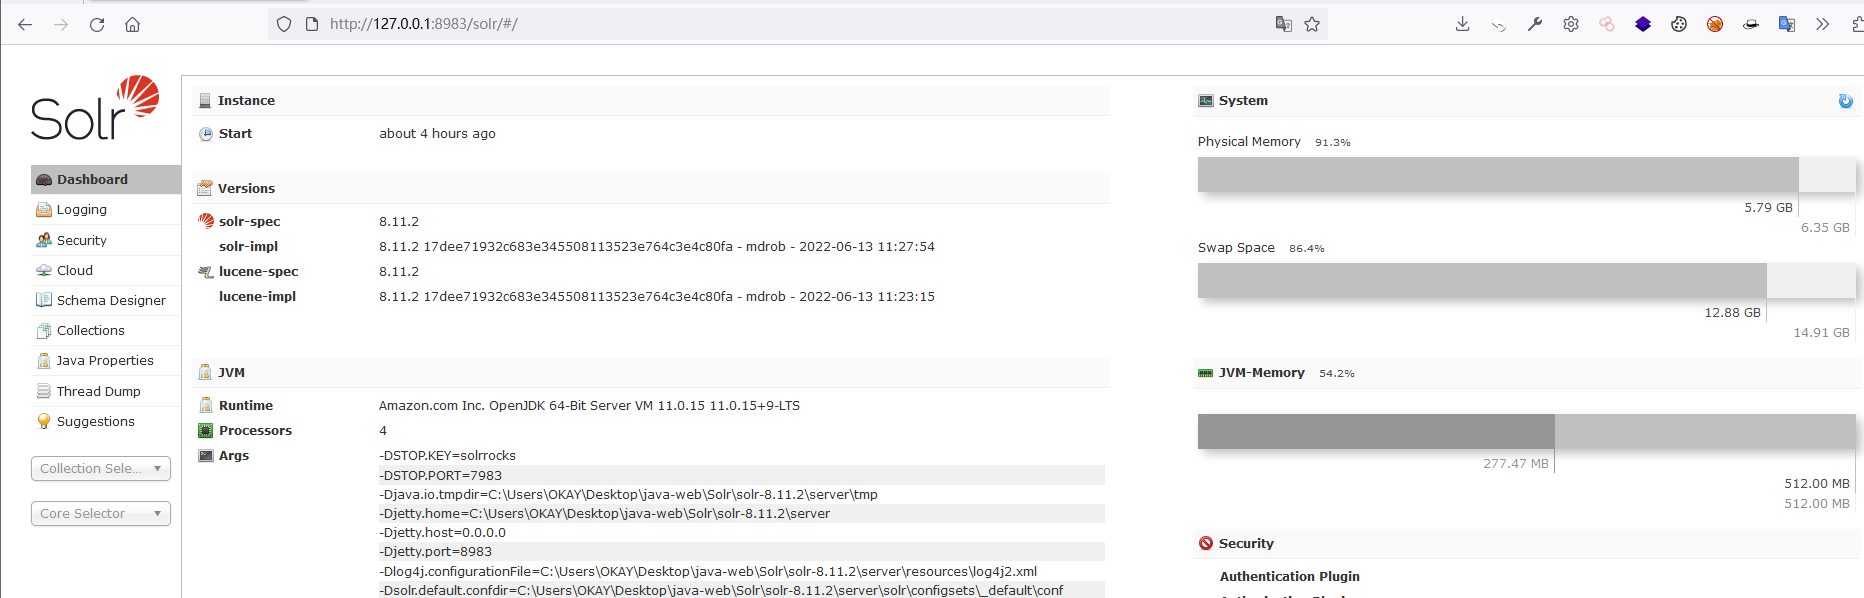 http://127.0.0.1:8983/solr/#/
Solr
Dashboard
Logging
Security
Cloud
Schema Designer
Collections
Java Properties
Thread Dump
Suggestions
Collection Sele...
Core Selector
Instance
Start about 4 hours ago
Versions
solr-spec 8.11.2
solr-impl 8.11.2 17dee71932c683e345508113523e764c3e4c80fa - mdrob - 2022-06-13 11:27:54
lucene-spec 8.11.2
lucene-impl 8.11.2 17dee71932c683e345508113523e764c3e4c80fa - mdrob - 2022-06-13 11:23:15
JVM
Runtime Amazon.com Inc. OpenJDK 64-Bit Server VM 11.0.15 11.0.15+9-LTS
Processors 4
Args -DSTOP.KEY=solrrocks
-DSTOP.PORT=7983
-Djava.io.tmpdir=C:\Users\OKAY\Desktop\java-web\Solr\solr-8.11.2\server\tmp
-Djetty.home=C:\Users\OKAY\Desktop\java-web\Solr\solr-8.11.2\server
-Djetty.host=0.0.0.0
-Djetty.port=8983
-Dlog4j.configurationFile=C:\Users\OKAY\Desktop\java-web\Solr\solr-8.11.2\server\resources\log4j2.xml
-Dsolr.default.confdir=C:\Users\OKAY\Desktop\java-web\Solr\solr-8.11.2\server\solr\configsets\_default\conf
System
Physical Memory 91.3%
5.79 GB
6.35 GB
Swap Space 86.4%
12.88 GB
14.91 GB
JVM-Memory 54.2%
277.47 MB
512.00 MB
512.00 MB
Security
Authentication Plugin